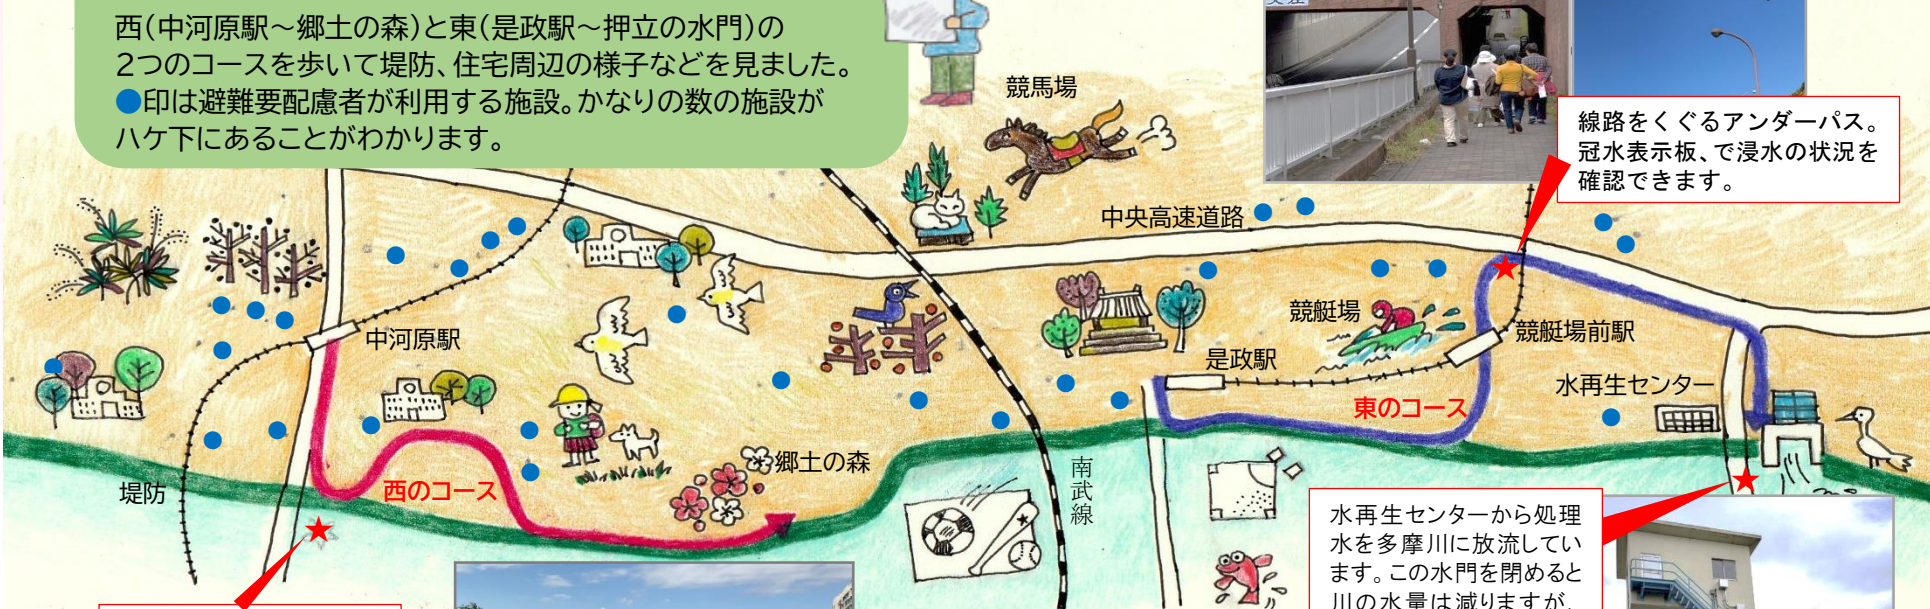 西(中河原駅～郷土の森)と東(是政駅～押立の水門)の
2つのコースを歩いて堤防、住宅周辺の様子などを見ました。
●印は避難要配慮者が利用する施設。かなりの数の施設が
ハケ下にあることがわかります。
競馬場
線路をくぐるアンダーパス。
冠水表示板、で浸水の状況を
確認できます。
中央高速道路
中河原駅
競艇場
競艇場前駅
是政駅
水再生センター
東のコース
堤防
西のコース
郷土の森
南武線
水再生センターから処理
水を多摩川に放流してい
ます。この水門を閉めると
川の水量は減りますが、